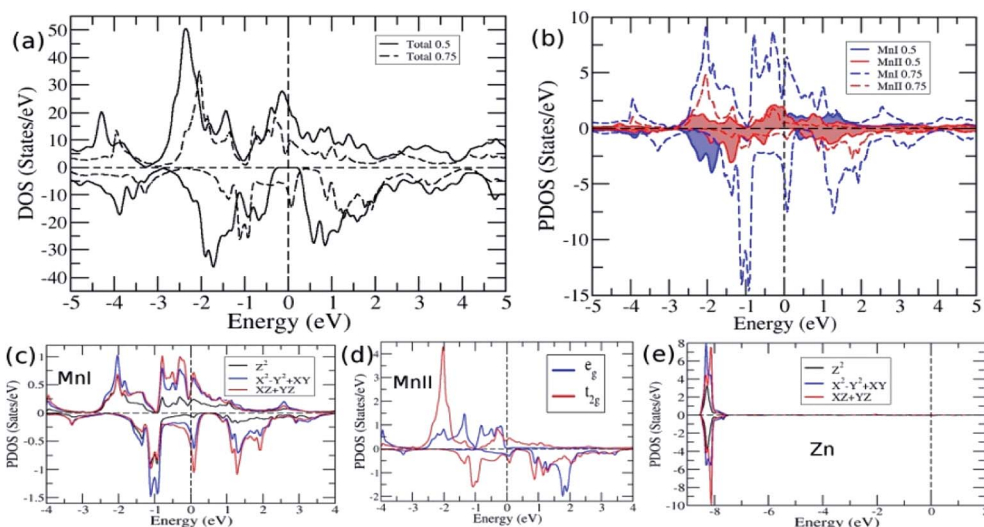 (a)
Total 0.5
Total 0.75
DOS (States/eV)
50
40
30
20
10
0
-10
-20
-30
-40
-5 -4 -3 -2 -1 0 1 2 3 4 5
Energy (eV)
(b)
MnI 0.5
MnII 0.5
MnI 0.75
MnII 0.75
PDOS (States/eV)
10
5
0
-5
-10
-15
-5 -4 -3 -2 -1 0 1 2 3 4 5
Energy (eV)
(c)
MnI
Z²
X²-Y²+XY
XZ+YZ
PDOS (States/eV)
1
0.5
0
-0.5
-1
-1.5
-4 -3 -2 -1 0 1 2 3 4
Energy (eV)
(d)
MnII
e_g
t_2g
PDOS (States/eV)
4
3
2
1
0
-1
-2
-4 -2 0 2 4
Energy (eV)
(e)
Z²
X²-Y²+XY
XZ+YZ
Zn
PDOS (States/eV)
8
6
4
2
0
-2
-4
-6
-8
-10
-8 -6 -4 -2 0 2
Energy (eV)